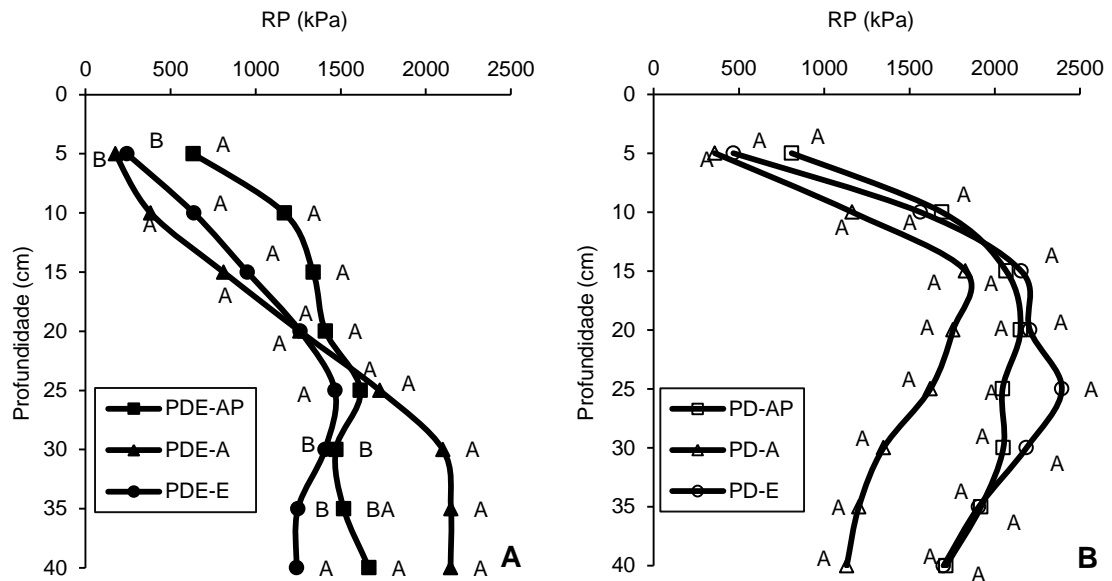 RP (kPa)
0 500 1000 1500 2000 2500
0
5
10
15
20
25
30
35
40
Profundidade (cm)
B B A
A A
A
A A
A
A A
A A
A A A
B B A
B BA A
A A A
PDE-AP
PDE-A
PDE-E
A
RP (kPa)
0 500 1000 1500 2000 2500
0
5
10
15
20
25
30
35
40
Profundidade (cm)
A A A
A A A
A A A
A A A
A A A
A A A
A A A
A A A
PD-AP
PD-A
PD-E
B